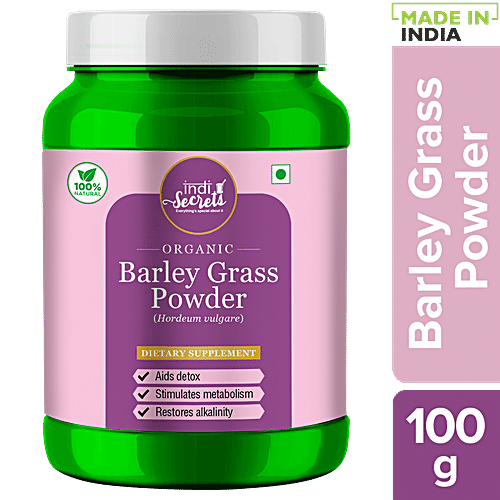 MADE IN
INDIA
100%
NATURAL
indi
Secrets
Everything's special about it
ORGANIC
Barley Grass
Powder
(Hordeum vulgare)
DIETARY SUPPLEMENT
Aids detox
Stimulates metabolism
Restores alkalinity
Barley Grass
Powder
100
g